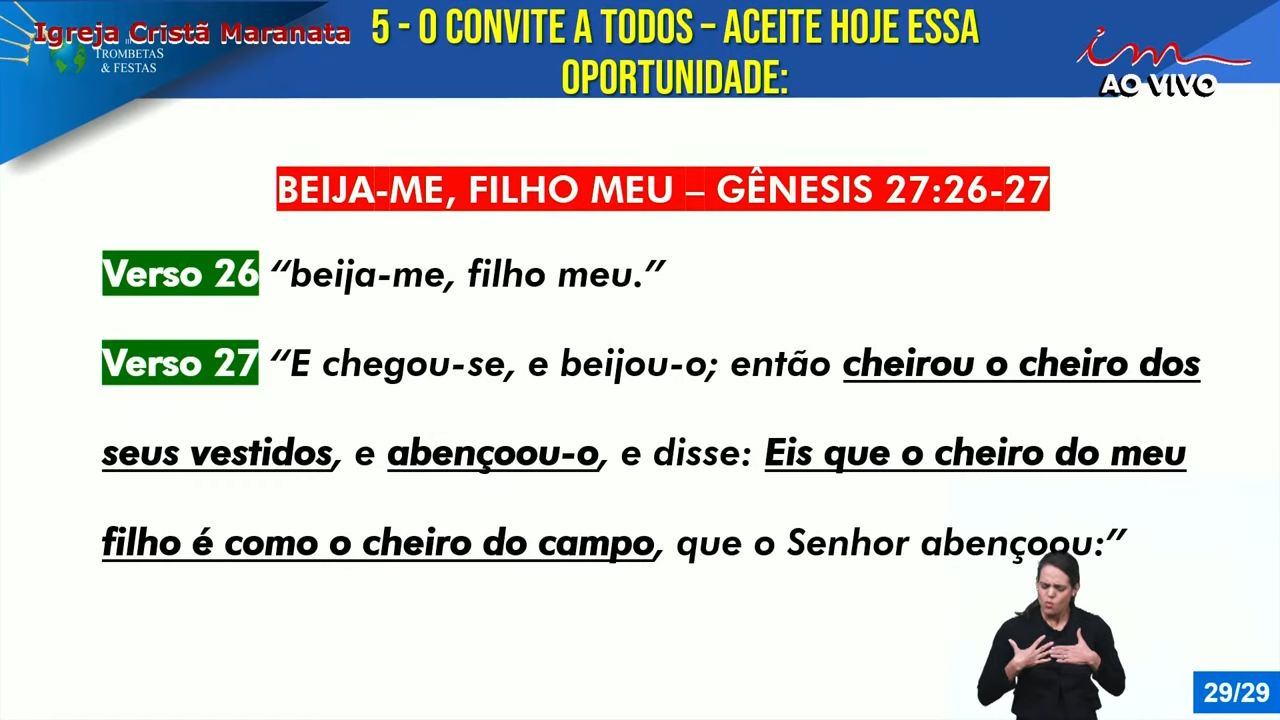 Igreja Cristã Maranata
TROMBETAS
& FESTAS
5 - O CONVITE A TODOS – ACEITE HOJE ESSA
OPORTUNIDADE:
im
AO VIVO
BEIJA-ME, FILHO MEU – GÊNESIS 27:26-27
Verso 26 “beija-me, filho meu.”
Verso 27 “E chegou-se, e beijou-o; então cheirou o cheiro dos
seus vestidos, e abençoou-o, e disse: Eis que o cheiro do meu
filho é como o cheiro do campo, que o Senhor abençoou:”
29/29